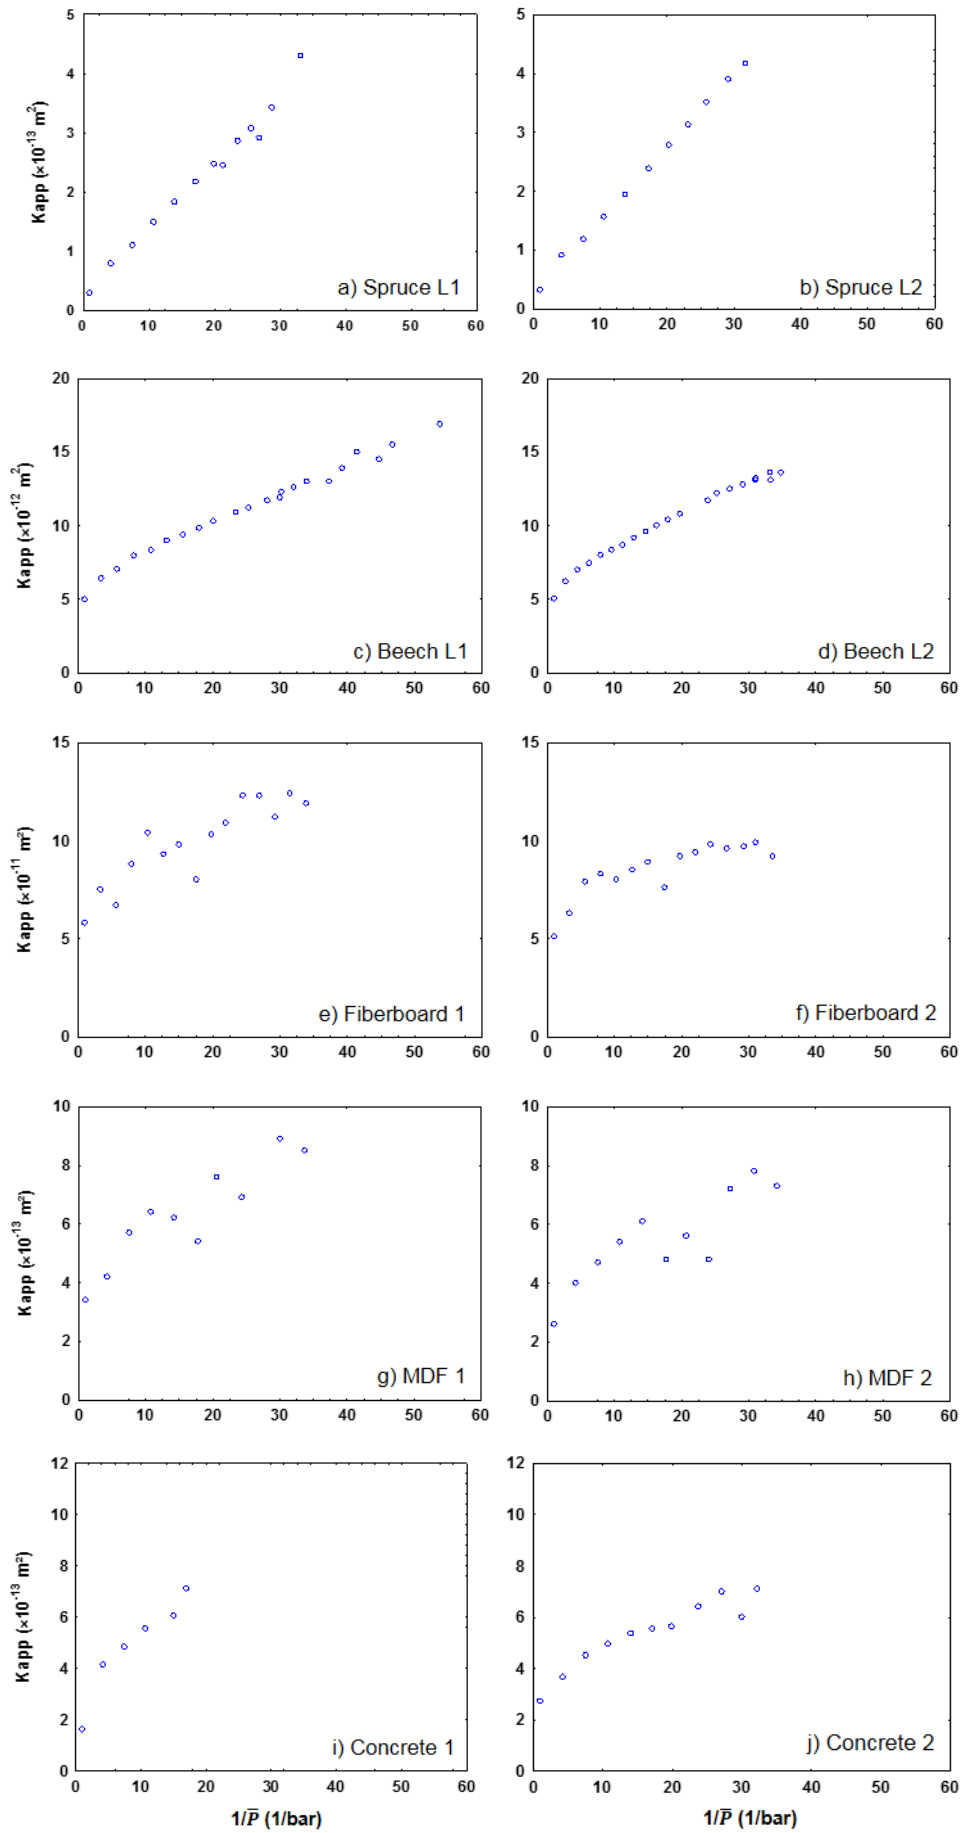 5
4
3
2
1
0
Kapp (×10⁻¹³ m²)
a) Spruce L1
0 10 20 30 40 50 60
5
4
3
2
1
0
b) Spruce L2
0 10 20 30 40 50 60
20
15
10
5
0
Kapp (×10⁻¹² m²)
c) Beech L1
0 10 20 30 40 50 60
20
15
10
5
0
d) Beech L2
0 10 20 30 40 50 60
15
10
5
0
Kapp (×10⁻¹¹ m²)
e) Fiberboard 1
0 10 20 30 40 50 60
15
10
5
0
f) Fiberboard 2
0 10 20 30 40 50 60
10
8
6
4
2
0
Kapp (×10⁻¹³ m²)
g) MDF 1
0 10 20 30 40 50 60
10
8
6
4
2
0
h) MDF 2
0 10 20 30 40 50 60
12
10
8
6
4
2
0
Kapp (×10⁻¹³ m²)
i) Concrete 1
0 10 20 30 40 50 60
1/P̅ (1/bar)
12
10
8
6
4
2
0
j) Concrete 2
0 10 20 30 40 50 60
1/P̅ (1/bar)